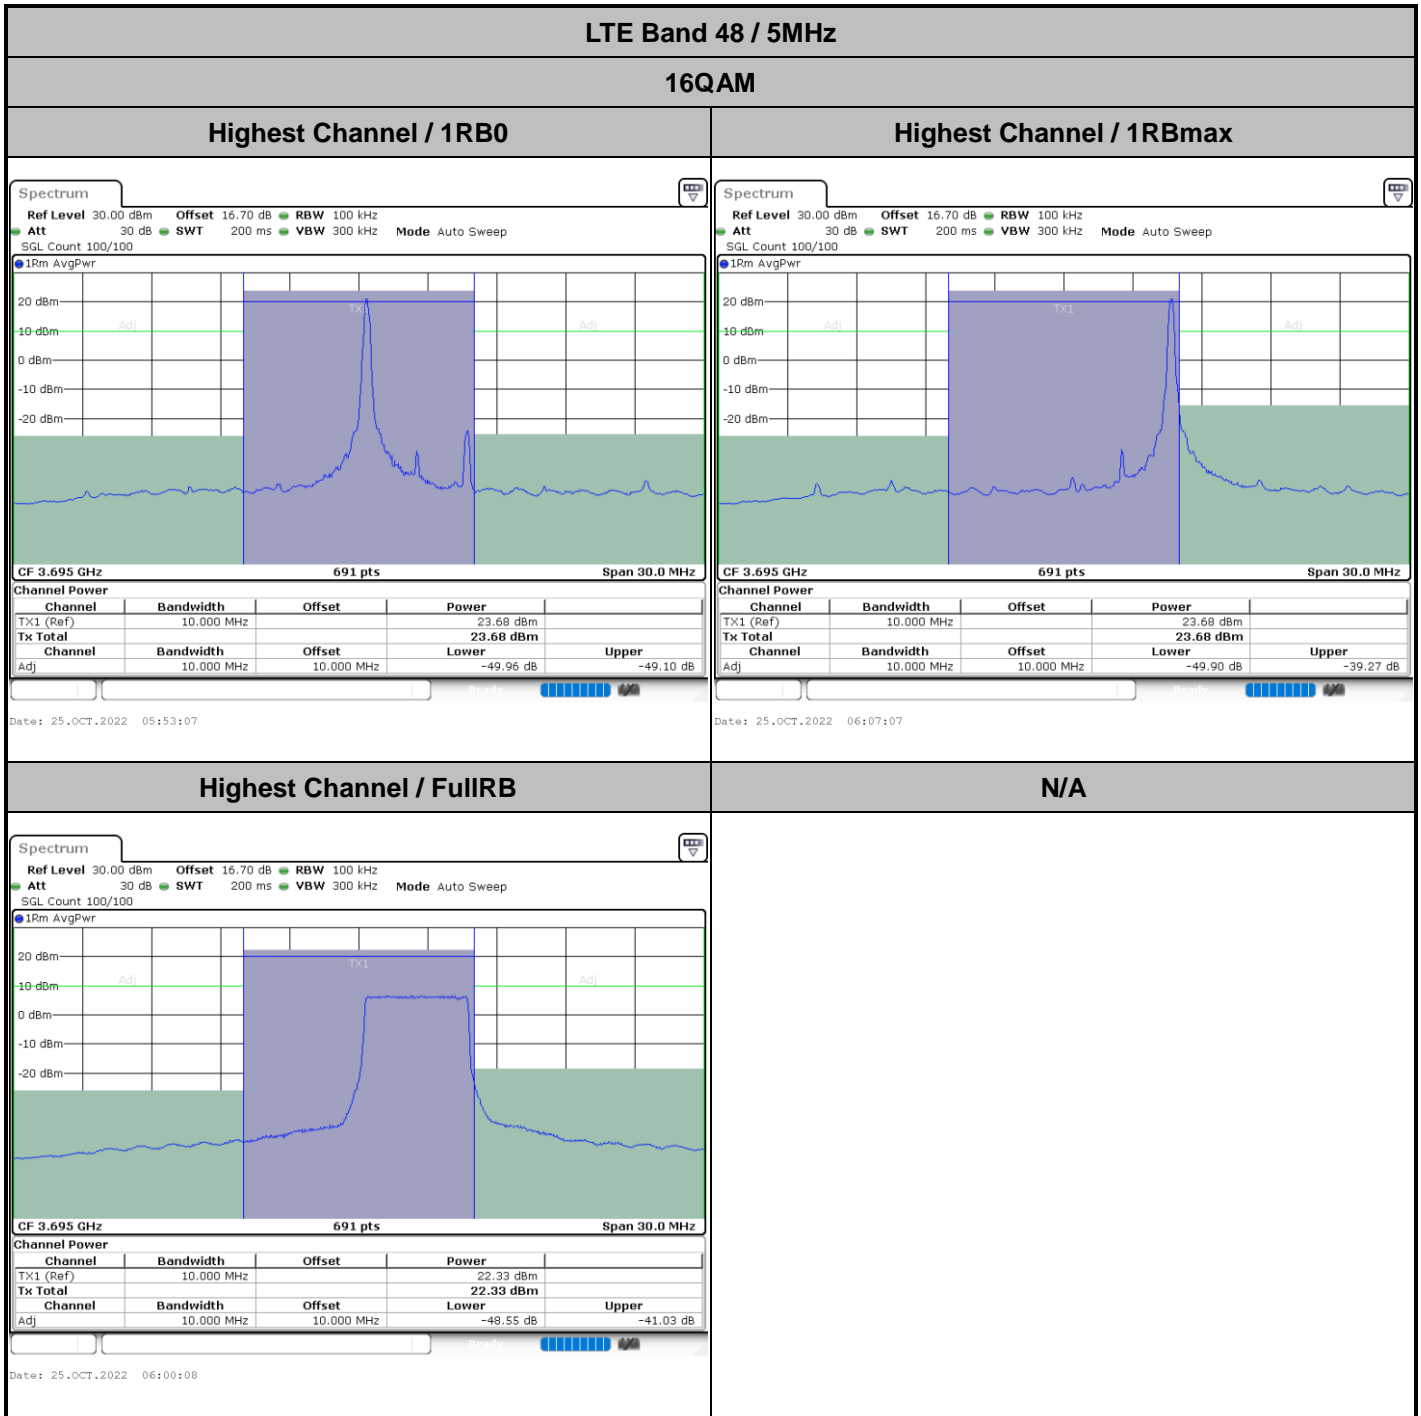 LTE Band 48 / 5MHz
16QAM
Highest Channel / 1RB0
Highest Channel / 1RBmax
Spectrum
Ref Level 30.00 dBm Offset 16.70 dB RBW 100 kHz
Att 30 dB SWT 200 ms VBW 300 kHz Mode Auto Sweep
SGL Count 100/100
1Rm AvgPwr
TX1
20 dBm
Adj
Adj
10 dBm
0 dBm
-10 dBm
-20 dBm
CF 3.695 GHz 691 pts Span 30.0 MHz
Channel Power
Channel Bandwidth Offset Power
TX1 (Ref) 10.000 MHz 23.68 dBm
Tx Total 23.68 dBm
Channel Bandwidth Offset Lower Upper
Adj 10.000 MHz 10.000 MHz -49.96 dB -49.10 dB
Ready
Date: 25.OCT.2022 05:53:07
Spectrum
Ref Level 30.00 dBm Offset 16.70 dB RBW 100 kHz
Att 30 dB SWT 200 ms VBW 300 kHz Mode Auto Sweep
SGL Count 100/100
1Rm AvgPwr
20 dBm
TX1
Adj
Adj
10 dBm
0 dBm
-10 dBm
-20 dBm
CF 3.695 GHz 691 pts Span 30.0 MHz
Channel Power
Channel Bandwidth Offset Power
TX1 (Ref) 10.000 MHz 23.68 dBm
Tx Total 23.68 dBm
Channel Bandwidth Offset Lower Upper
Adj 10.000 MHz 10.000 MHz -49.90 dB -39.27 dB
Ready
Date: 25.OCT.2022 06:07:07
Highest Channel / FullRB
N/A
Spectrum
Ref Level 30.00 dBm Offset 16.70 dB RBW 100 kHz
Att 30 dB SWT 200 ms VBW 300 kHz Mode Auto Sweep
SGL Count 100/100
1Rm AvgPwr
20 dBm
TX1
Adj
Adj
10 dBm
0 dBm
-10 dBm
-20 dBm
CF 3.695 GHz 691 pts Span 30.0 MHz
Channel Power
Channel Bandwidth Offset Power
TX1 (Ref) 10.000 MHz 22.33 dBm
Tx Total 22.33 dBm
Channel Bandwidth Offset Lower Upper
Adj 10.000 MHz 10.000 MHz -48.55 dB -41.03 dB
Ready
Date: 25.OCT.2022 06:00:08